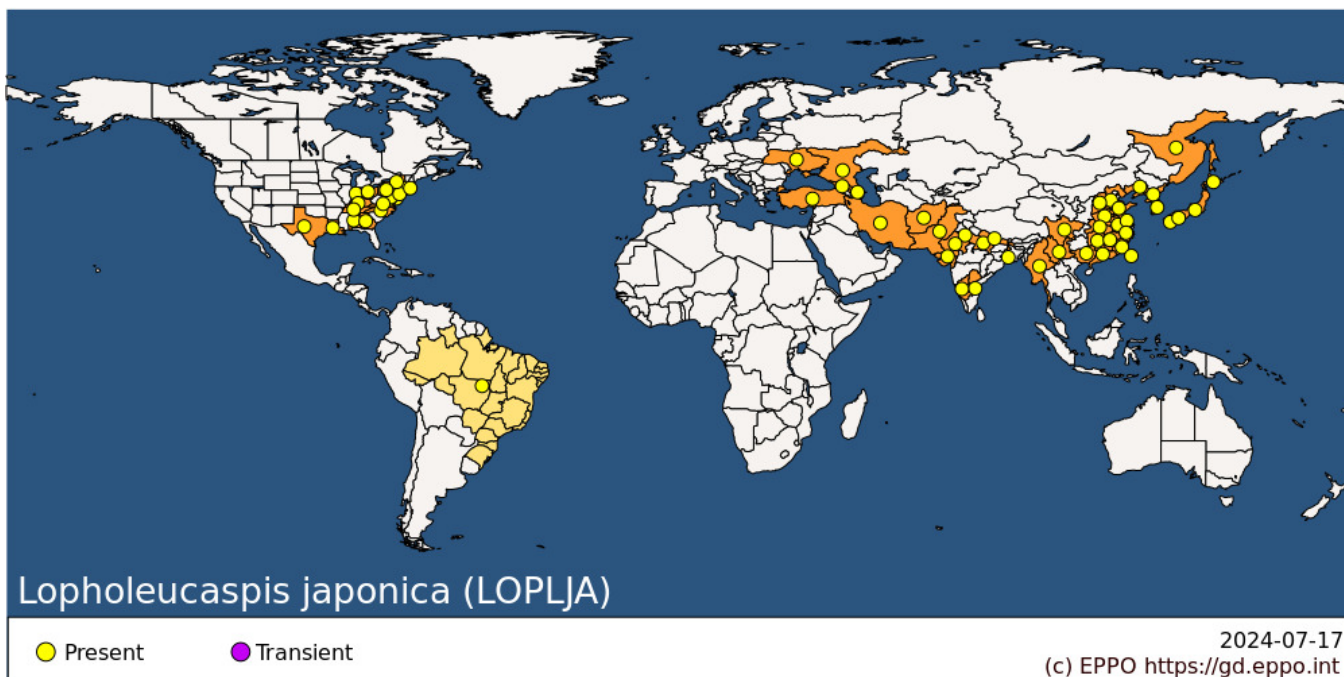 Lopholeucaspis japonica (LOPLJA)
Present
Transient
2024-07-17
(c) EPPO https://gd.eppo.int